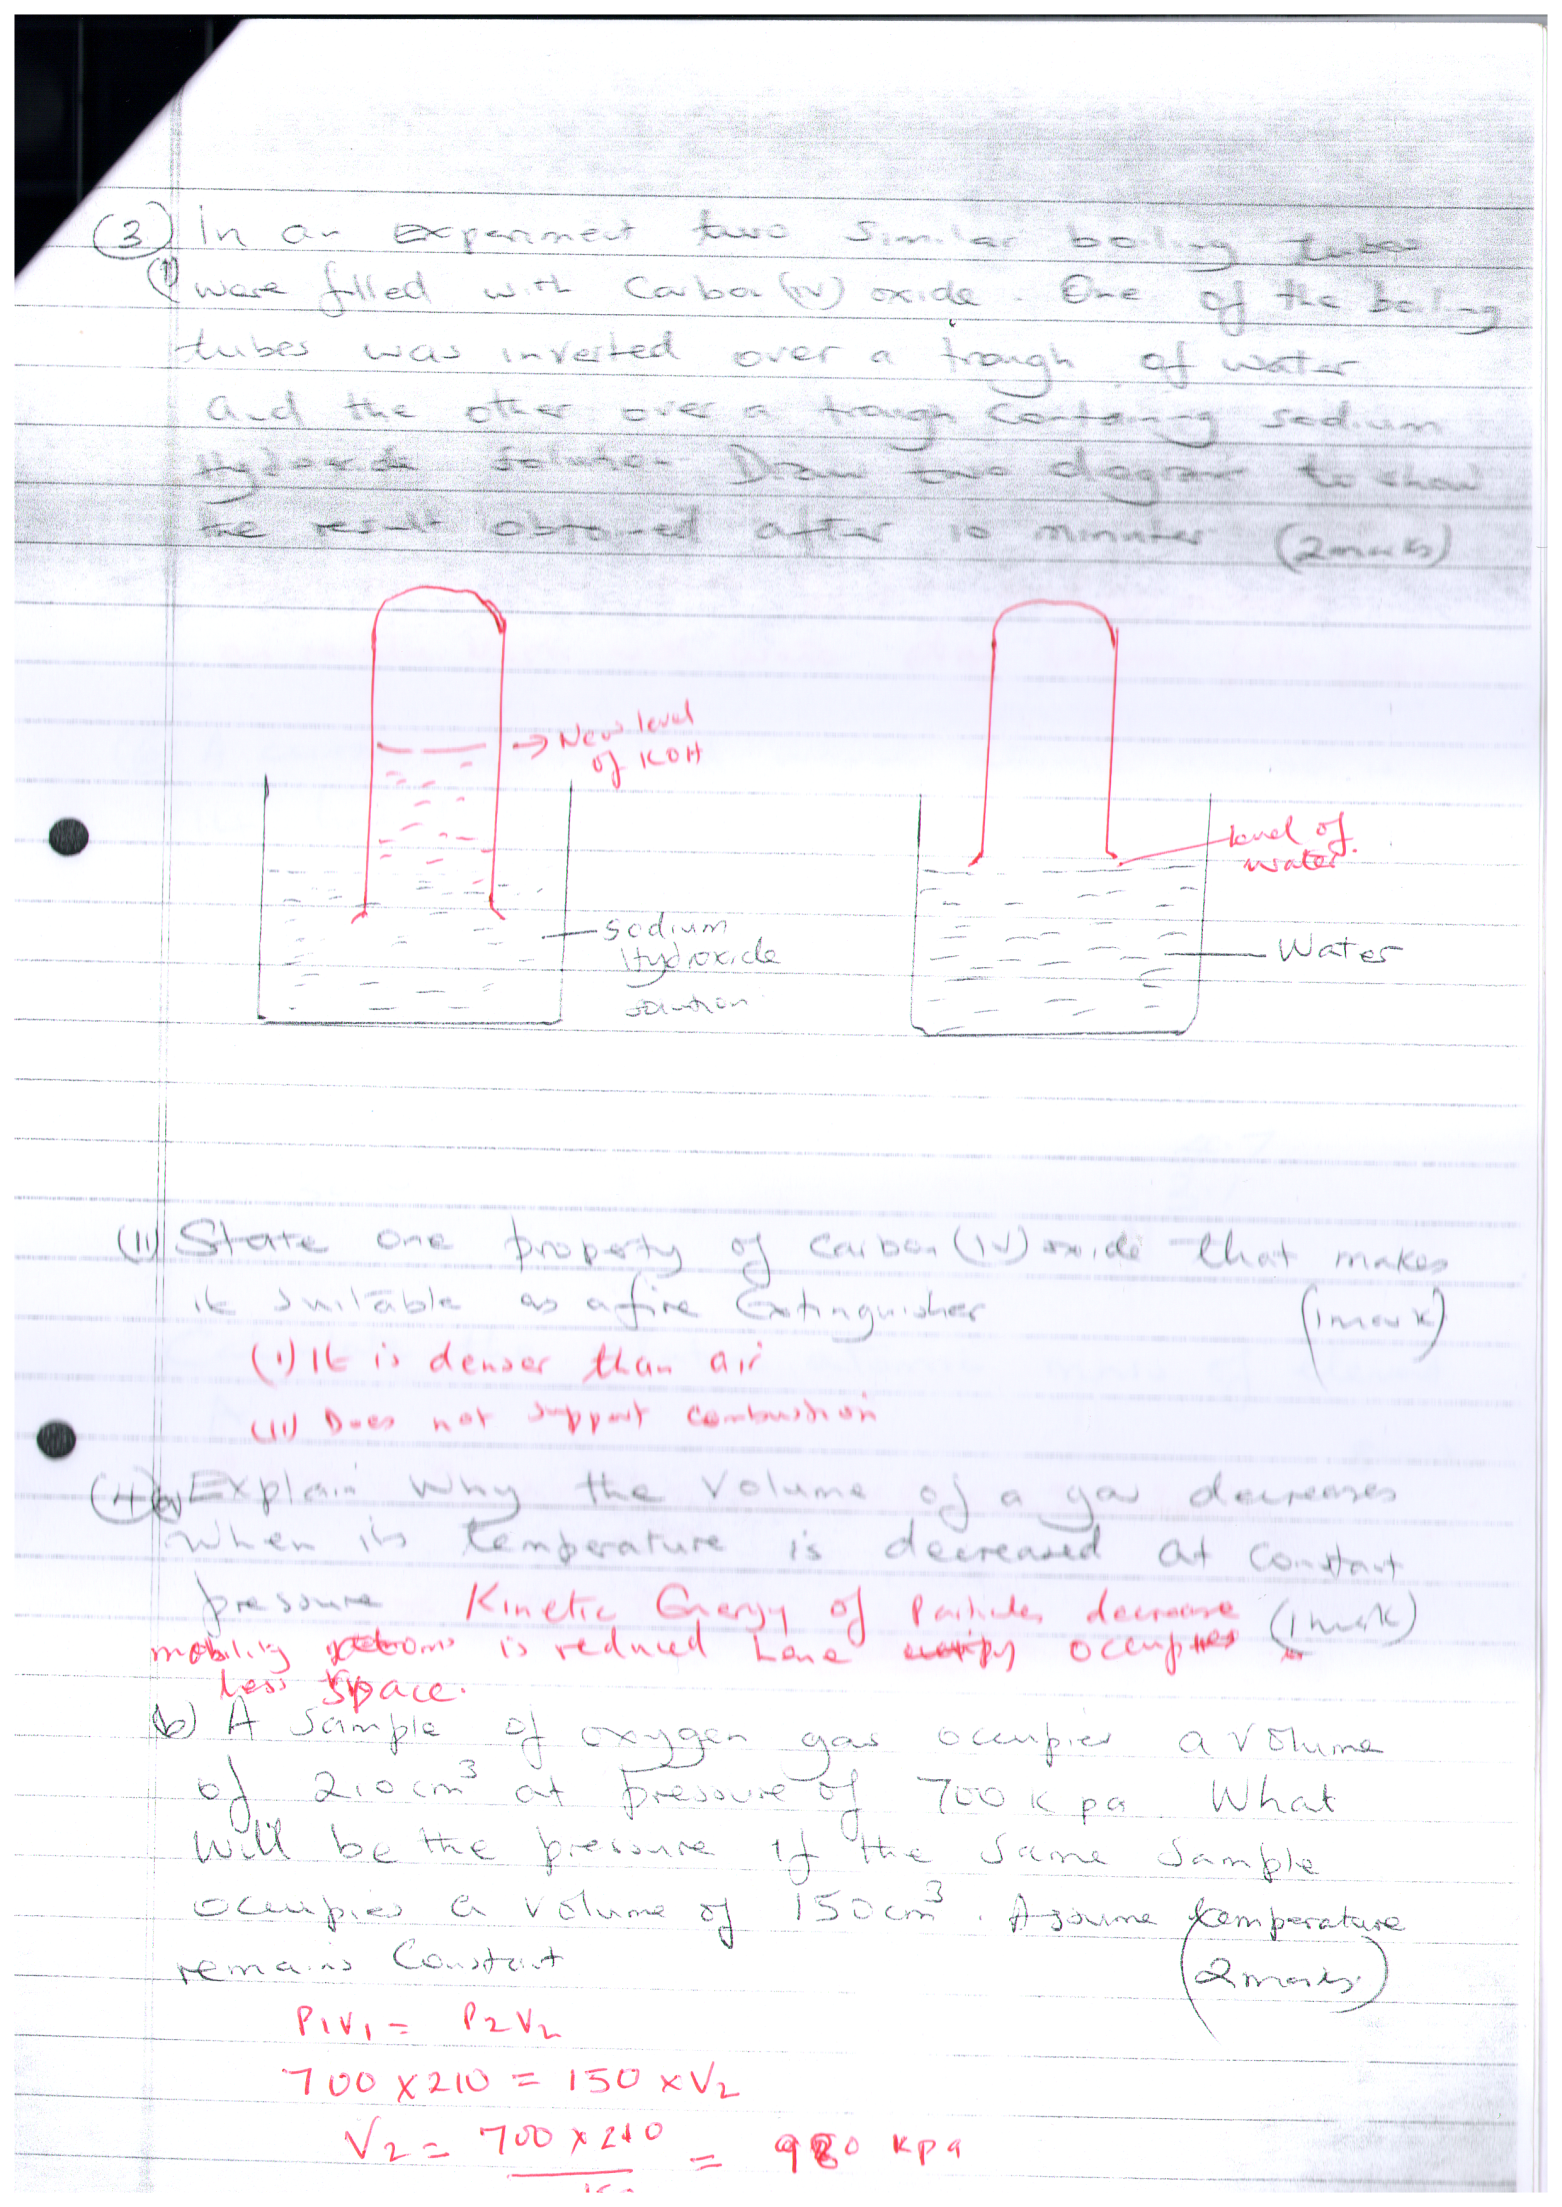 (3) In an experiment two similar boiling tubes
(i) were filled with Carbon (iv) oxide. One of the boiling
tubes was inverted over a trough of water
and the other over a trough containing sodium
Hydroxide solution Draw two diagrams to show
the result obtained after 10 minutes (2marks)
New level
of KOH
level of
water.
Sodium
Hydroxide
solution
Water
(ii) State one property of Carbon (iv) oxide that makes
it suitable as a fire Extinguisher (1mark)
(i) It is denser than air
(ii) Does not support combustion
(4)(a) Explain why the volume of a gas decreases
when its temperature is decreased at constant
pressure Kinetic Energy of Particles decrease (1mark)
mobility is reduced hence occupies
less space.
b) A sample of oxygen gas occupies a volume
of 210cm³ at pressure of 700 Kpa What
will be the pressure if the same sample
occupies a volume of 150cm³. Assume temperature
remains constant (2marks)
P1V1 = P2V2
700 x 210 = 150 x V2
V2 = 700 x 210 = 980 kpa
150